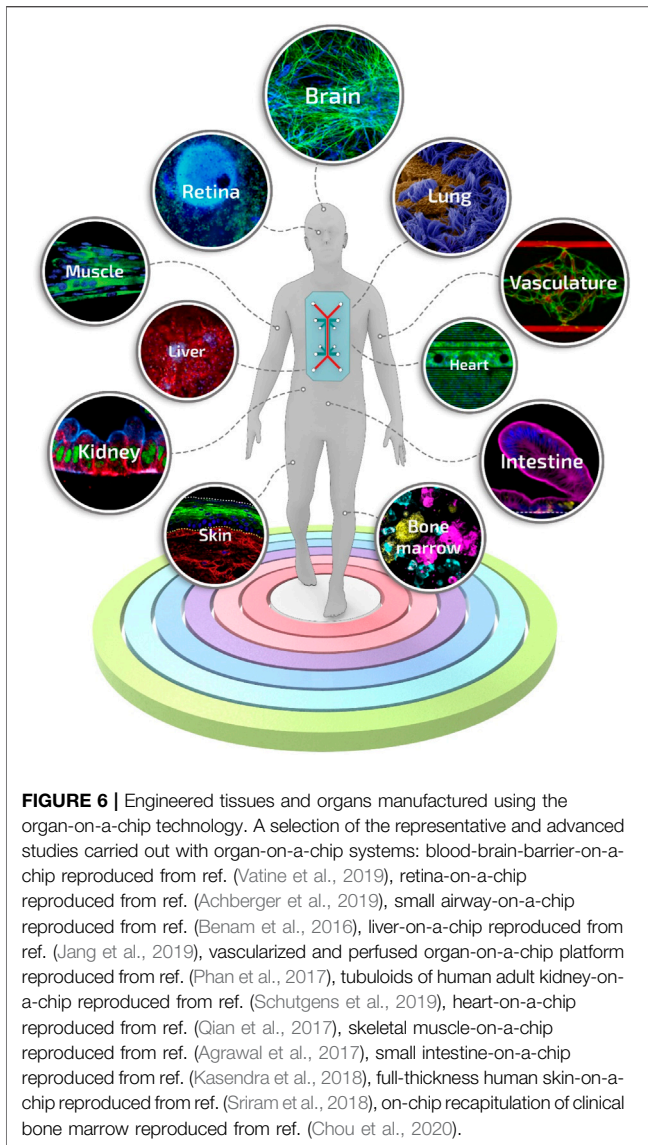 Brain
Retina
Lung
Muscle
Vasculature
Liver
Heart
Kidney
Intestine
Skin
Bone
marrow
FIGURE 6 | Engineered tissues and organs manufactured using the
organ-on-a-chip technology. A selection of the representative and advanced
studies carried out with organ-on-a-chip systems: blood-brain-barrier-on-a-
chip reproduced from ref. (Vatine et al., 2019), retina-on-a-chip
reproduced from ref. (Achberger et al., 2019), small airway-on-a-chip
reproduced from ref. (Benam et al., 2016), liver-on-a-chip reproduced from
ref. (Jang et al., 2019), vascularized and perfused organ-on-a-chip platform
reproduced from ref. (Phan et al., 2017), tubuloids of human adult kidney-on-
a-chip reproduced from ref. (Schutgens et al., 2019), heart-on-a-chip
reproduced from ref. (Qian et al., 2017), skeletal muscle-on-a-chip
reproduced from ref. (Agrawal et al., 2017), small intestine-on-a-chip
reproduced from ref. (Kasendra et al., 2018), full-thickness human skin-on-a-
chip reproduced from ref. (Sriram et al., 2018), on-chip recapitulation of clinical
bone marrow reproduced from ref. (Chou et al., 2020).